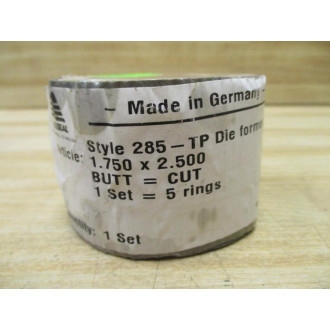 - Made in Germany -
Style 285-TP Die
1.750 x 2.500
BUTT = CUT
1 Set = 5 rings
1 Set